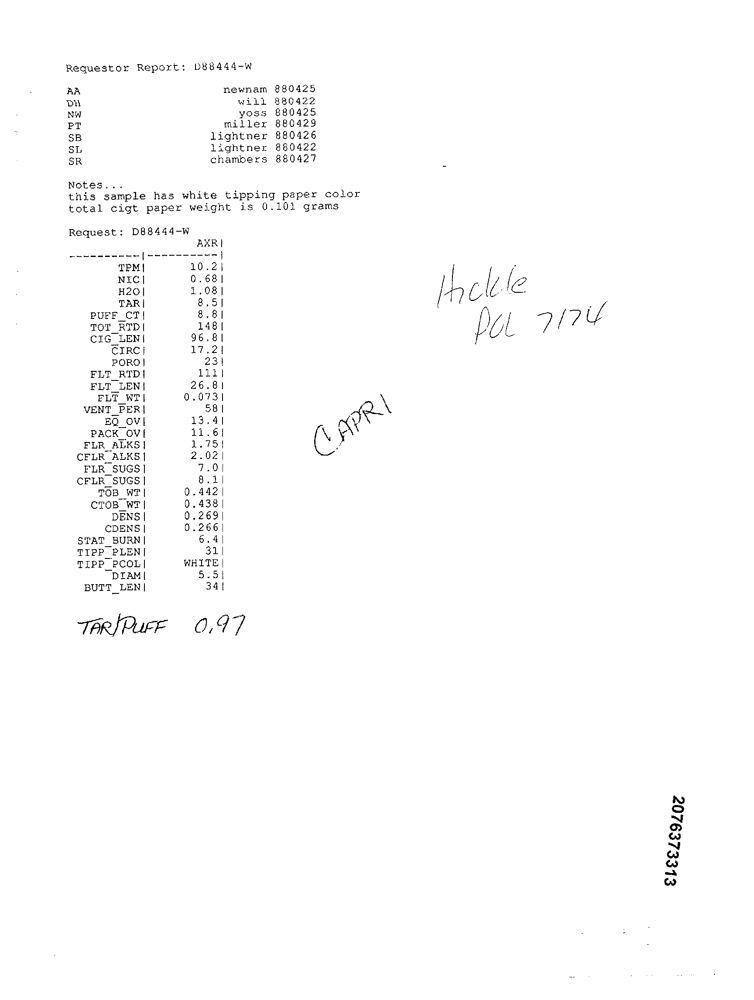 Requestor Report: D88444-W
AA newnam 880425
DH will 880422
NW yoss 880425
PT miller 880429
SB lightner 880426
SL lightner 880422
SR chambers 880427
Notes...
this sample has white tipping paper color
total cigt paper weight is 0.101 grams
Request: D88444-W
AXR|
----------|----------|
TPM| 10.2|
NIC| 0.68|
H2O| 1.08|
TAR| 8.5|
PUFF_CT| 8.8|
TOT_RTD| 148|
CIG_LEN| 96.8|
CIRC| 17.2|
PORO| 23|
FLT_RTD| 111|
FLT_LEN| 26.8|
FLT_WT| 0.073|
VENT_PER| 58|
EQ_OV| 13.4|
PACK_OV| 11.6|
FLR_ALKS| 1.75|
CFLR_ALKS| 2.02|
FLR_SUGS| 7.0|
CFLR_SUGS| 8.1|
TOB_WT| 0.442|
CTOB_WT| 0.438|
DENS| 0.269|
CDENS| 0.266|
STAT_BURN| 6.4|
TIPP_PLEN| 31|
TIPP_PCOL| WHITE|
DIAM| 5.5|
BUTT_LEN| 34|
TAR/PUFF 0.97
Hickle
7174
CAPRI
2076373313